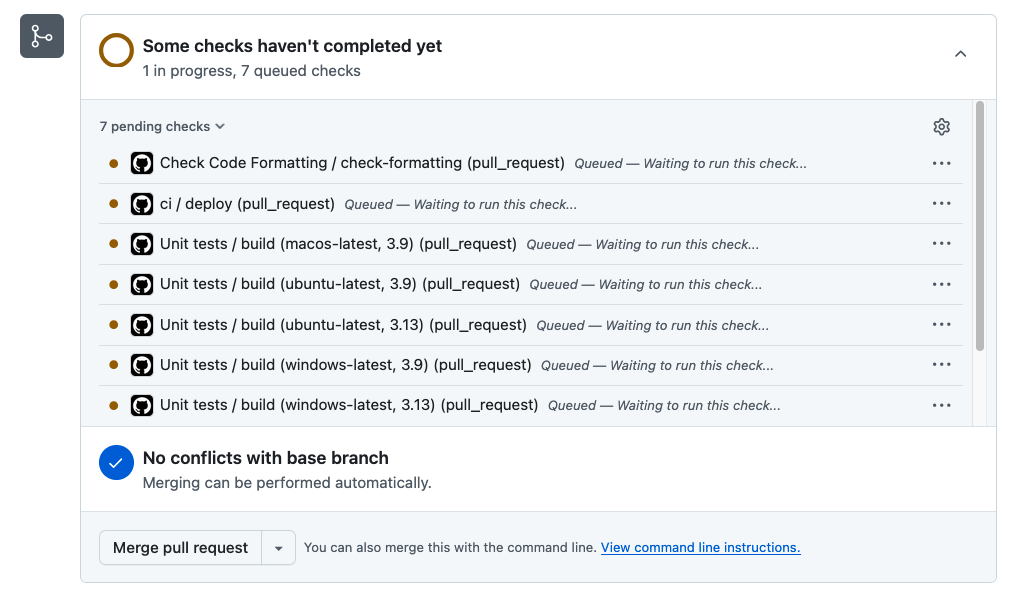 Some checks haven't completed yet
1 in progress, 7 queued checks
7 pending checks
Check Code Formatting / check-formatting (pull_request) Queued — Waiting to run this check...
ci / deploy (pull_request) Queued — Waiting to run this check...
Unit tests / build (macos-latest, 3.9) (pull_request) Queued — Waiting to run this check...
Unit tests / build (ubuntu-latest, 3.9) (pull_request) Queued — Waiting to run this check...
Unit tests / build (ubuntu-latest, 3.13) (pull_request) Queued — Waiting to run this check...
Unit tests / build (windows-latest, 3.9) (pull_request) Queued — Waiting to run this check...
Unit tests / build (windows-latest, 3.13) (pull_request) Queued — Waiting to run this check...
No conflicts with base branch
Merging can be performed automatically.
Merge pull request You can also merge this with the command line. View command line instructions.